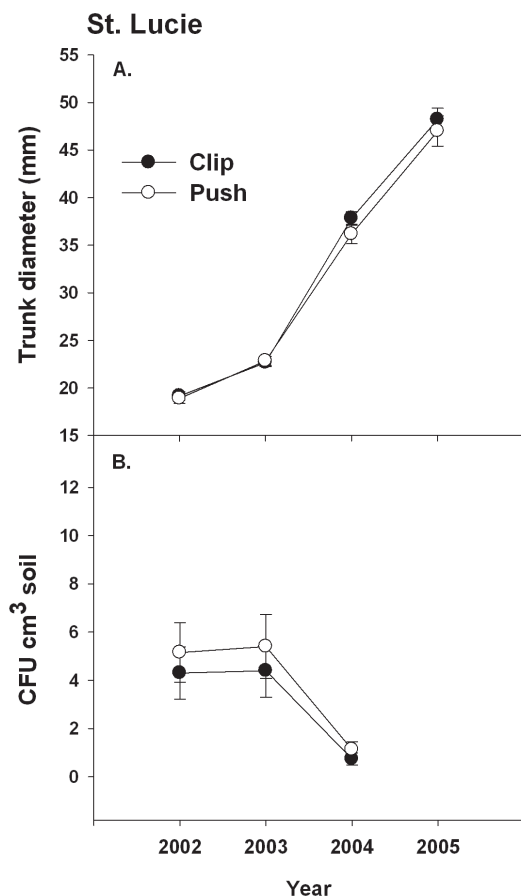 St. Lucie
A.
55
50
45
40
35
30
25
20
15
Trunk diameter (mm)
Clip
Push
B.
12
10
8
6
4
2
0
CFU cm³ soil
2002 2003 2004 2005
Year